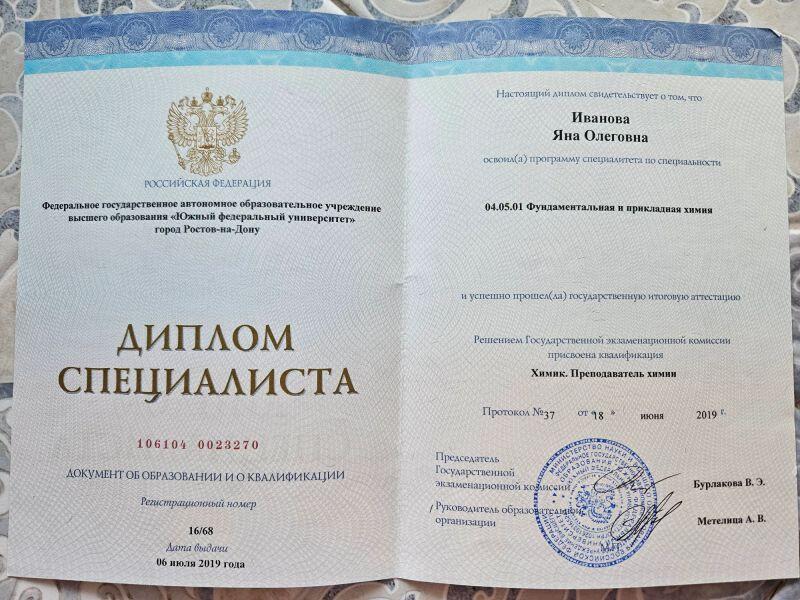 РОССИЙСКАЯ ФЕДЕРАЦИЯ
Федеральное государственное автономное образовательное учреждение
высшего образования «Южный федеральный университет»
город Ростов-на-Дону
ДИПЛОМ
СПЕЦИАЛИСТА
106104 0023270
ДОКУМЕНТ ОБ ОБРАЗОВАНИИ И О КВАЛИФИКАЦИИ
Регистрационный номер
16/68
Дата выдачи
06 июля 2019 года
Настоящий диплом свидетельствует о том, что
Иванова
Яна Олеговна
освоил(а) программу специалитета по специальности
04.05.01 Фундаментальная и прикладная химия
и успешно прошел(ла) государственную итоговую аттестацию
Решением Государственной экзаменационной комиссии
присвоена квалификация
Химик. Преподаватель химии
Протокол № 37 от "18 » июня 2019 г.
Председатель
Государственной
экзаменационной комиссии
Бурлакова В. Э.
Руководитель образовательной
организации
Метелица А. В.